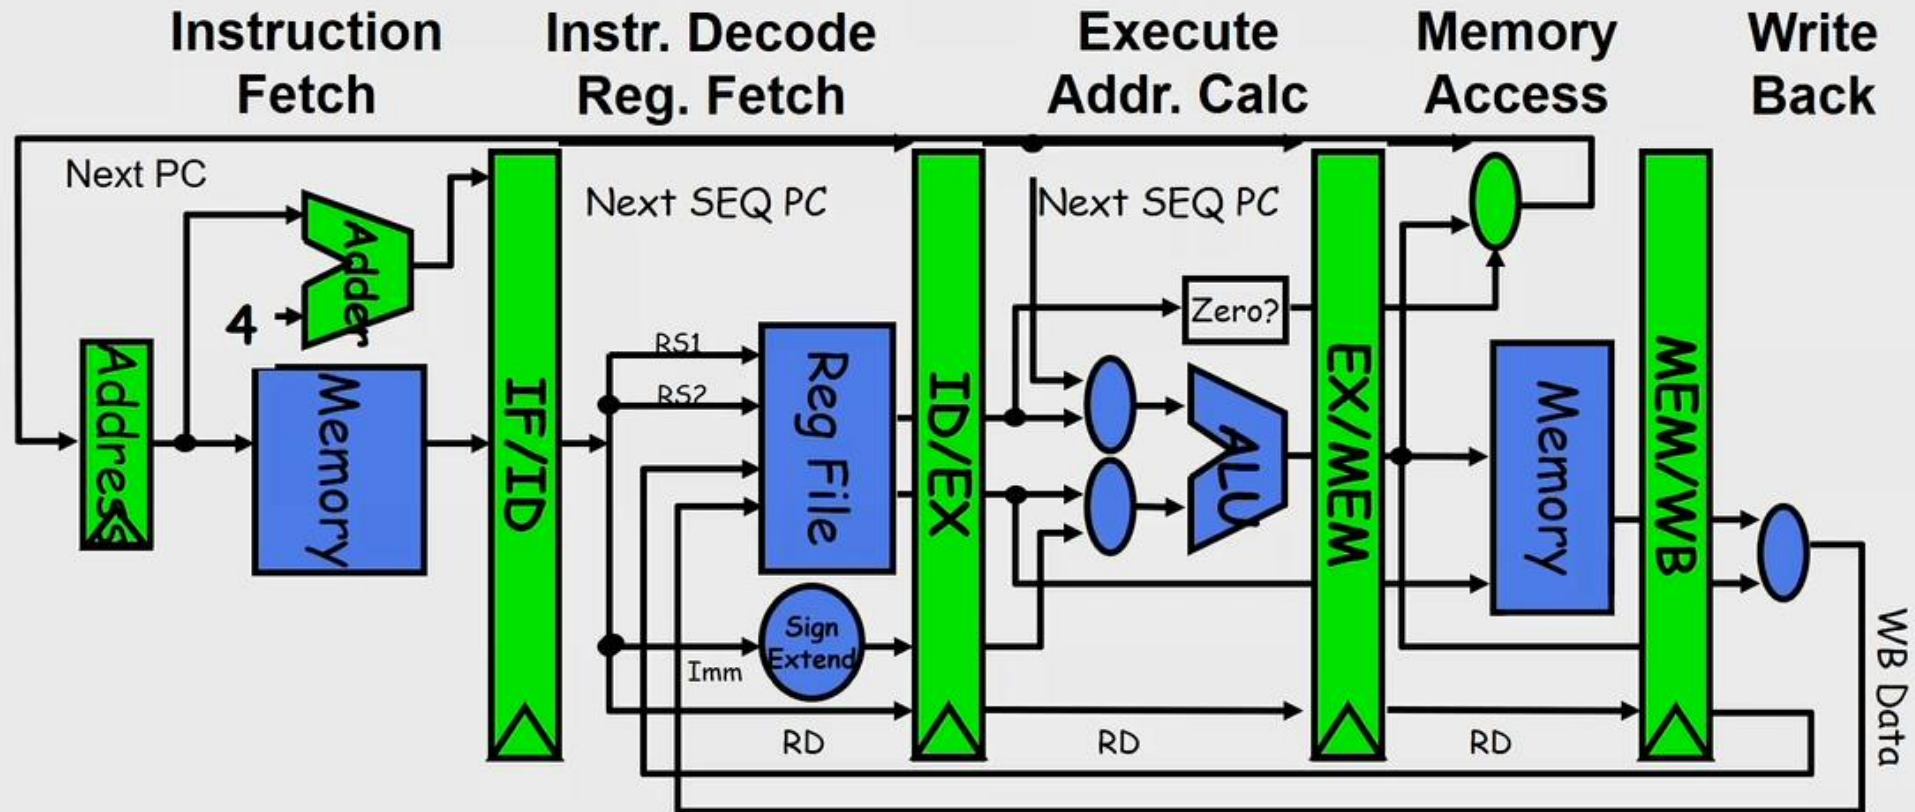 Instruction
Fetch
Instr. Decode
Reg. Fetch
Execute
Addr. Calc
Memory
Access
Write
Back
Next PC
Next SEQ PC
Next SEQ PC
Adder
4
Zero?
Address
Memory
IF/ID
RS1
RS2
Reg File
ID/EX
ALU
EX/MEM
Memory
MEM/WB
Sign
Extend
Imm
WB Data
RD
RD
RD